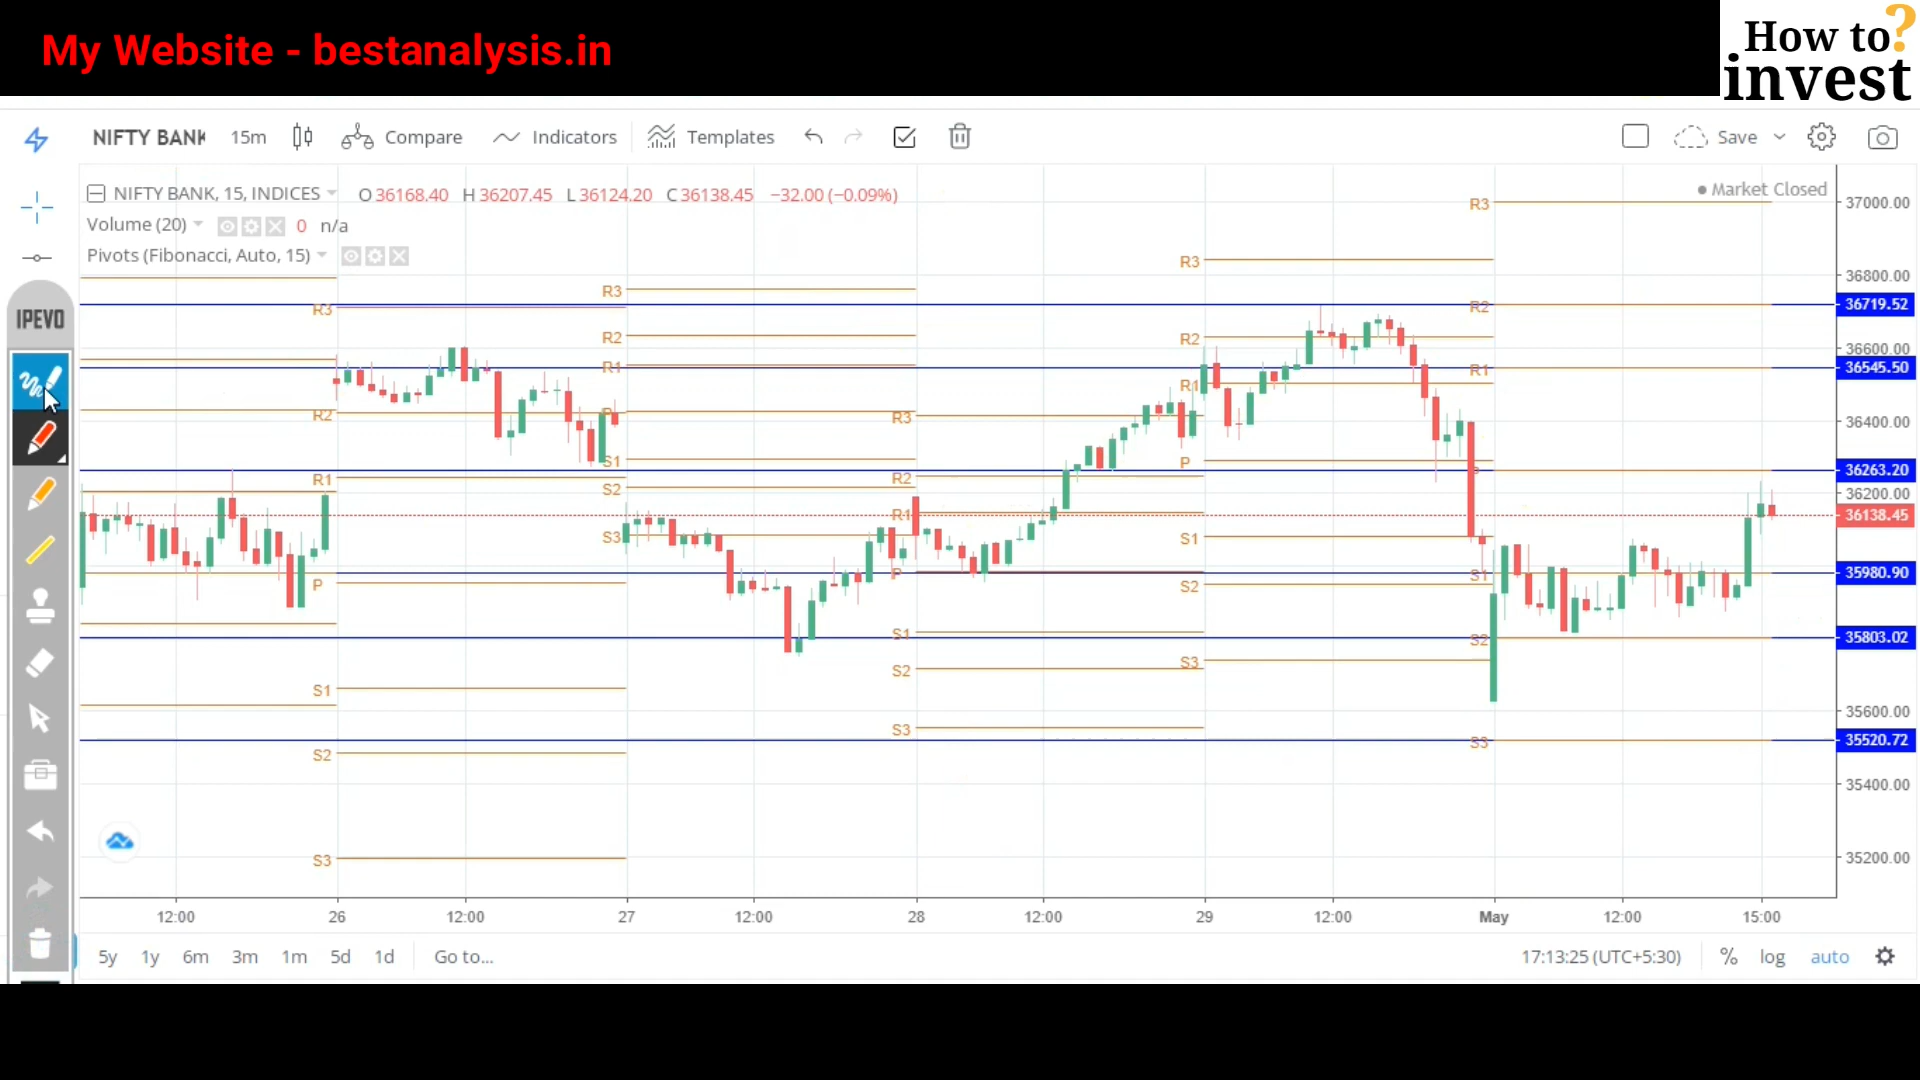 My Website - bestanalysis.in
How to?
invest
NIFTY BANK 15m Compare Indicators Templates Save
NIFTY BANK, 15, INDICES O 36168.40 H 36207.45 L 36124.20 C 36138.45 −32.00 (−0.09%)
Market Closed
Volume (20) 0 n/a
Pivots (Fibonacci, Auto, 15)
IPEVO
R3
R2
R1
P
S1
S2
S3
R3
R2
R1
P
S1
S2
S3
R3
R2
R1
P
S1
S2
S3
R3
R2
R1
P
S1
S2
S3
R3
R2
R1
P
S1
S2
S3
37000.00
36800.00
36719.52
36600.00
36545.50
36400.00
36263.20
36200.00
36138.45
35980.90
35803.02
35600.00
35520.72
35400.00
35200.00
12:00 26 12:00 27 12:00 28 12:00 29 12:00 May 12:00 15:00
5y 1y 6m 3m 1m 5d 1d Go to... 17:13:25 (UTC+5:30) % log auto